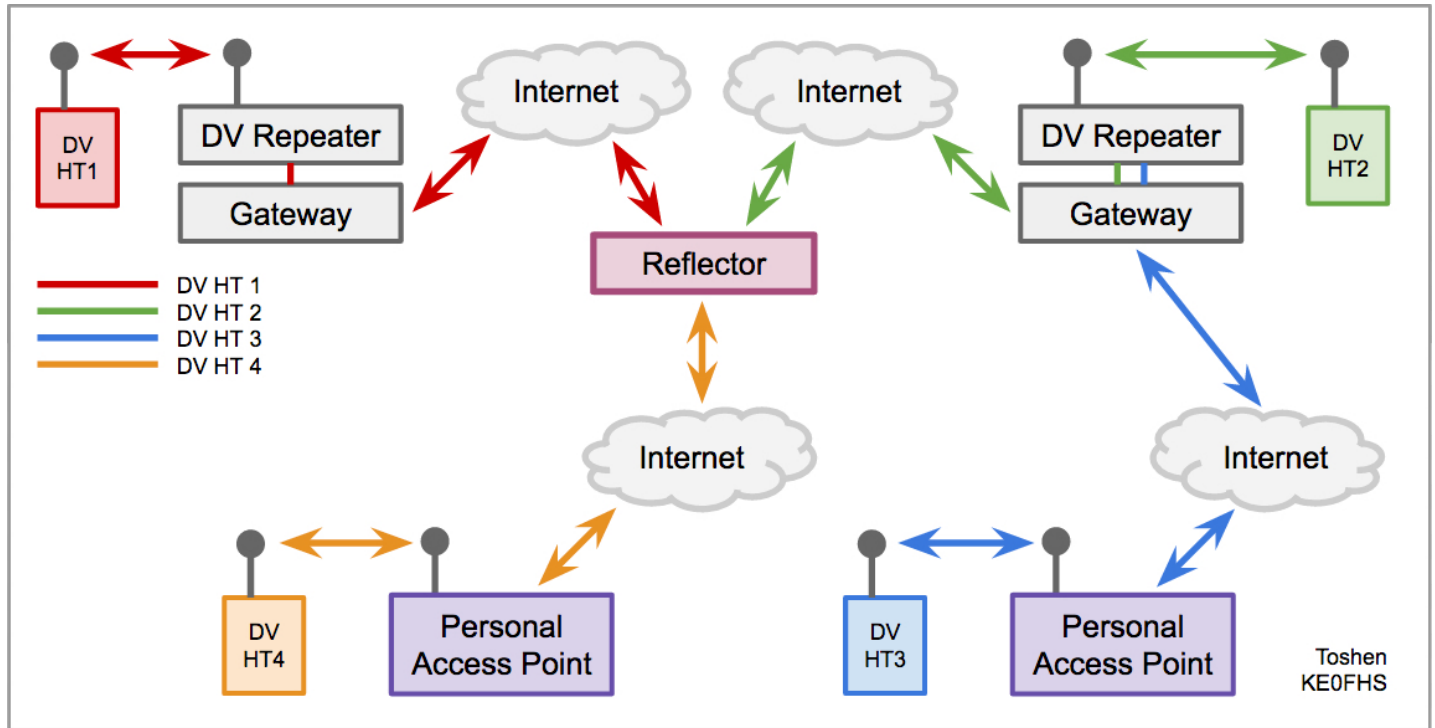 Internet
Internet
DV
HT1
DV Repeater
Gateway
DV Repeater
Gateway
DV
HT2
Reflector
DV HT 1
DV HT 2
DV HT 3
DV HT 4
Internet
Internet
DV
HT4
Personal
Access Point
DV
HT3
Personal
Access Point
Toshen
KE0FHS